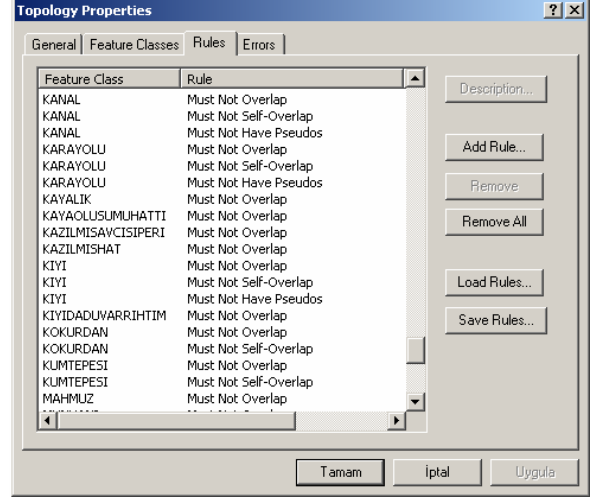 Topology Properties
General Feature Classes Rules Errors
Feature Class Rule
KANAL Must Not Overlap
KANAL Must Not Self-Overlap
KANAL Must Not Have Pseudos
KARAYOLU Must Not Overlap
KARAYOLU Must Not Self-Overlap
KARAYOLU Must Not Have Pseudos
KAYALIK Must Not Overlap
KAYAOLUSUMUHATTI Must Not Overlap
KAZILMISAVCISIPERI Must Not Overlap
KAZILMISHAT Must Not Overlap
KIYI Must Not Overlap
KIYI Must Not Self-Overlap
KIYI Must Not Have Pseudos
KIYIDADUVARRIHTIM Must Not Overlap
KOKURDAN Must Not Overlap
KOKURDAN Must Not Self-Overlap
KUMTEPESI Must Not Overlap
KUMTEPESI Must Not Self-Overlap
MAHMUZ Must Not Overlap
Description...
Add Rule...
Remove
Remove All
Load Rules...
Save Rules...
Tamam İptal Uygula